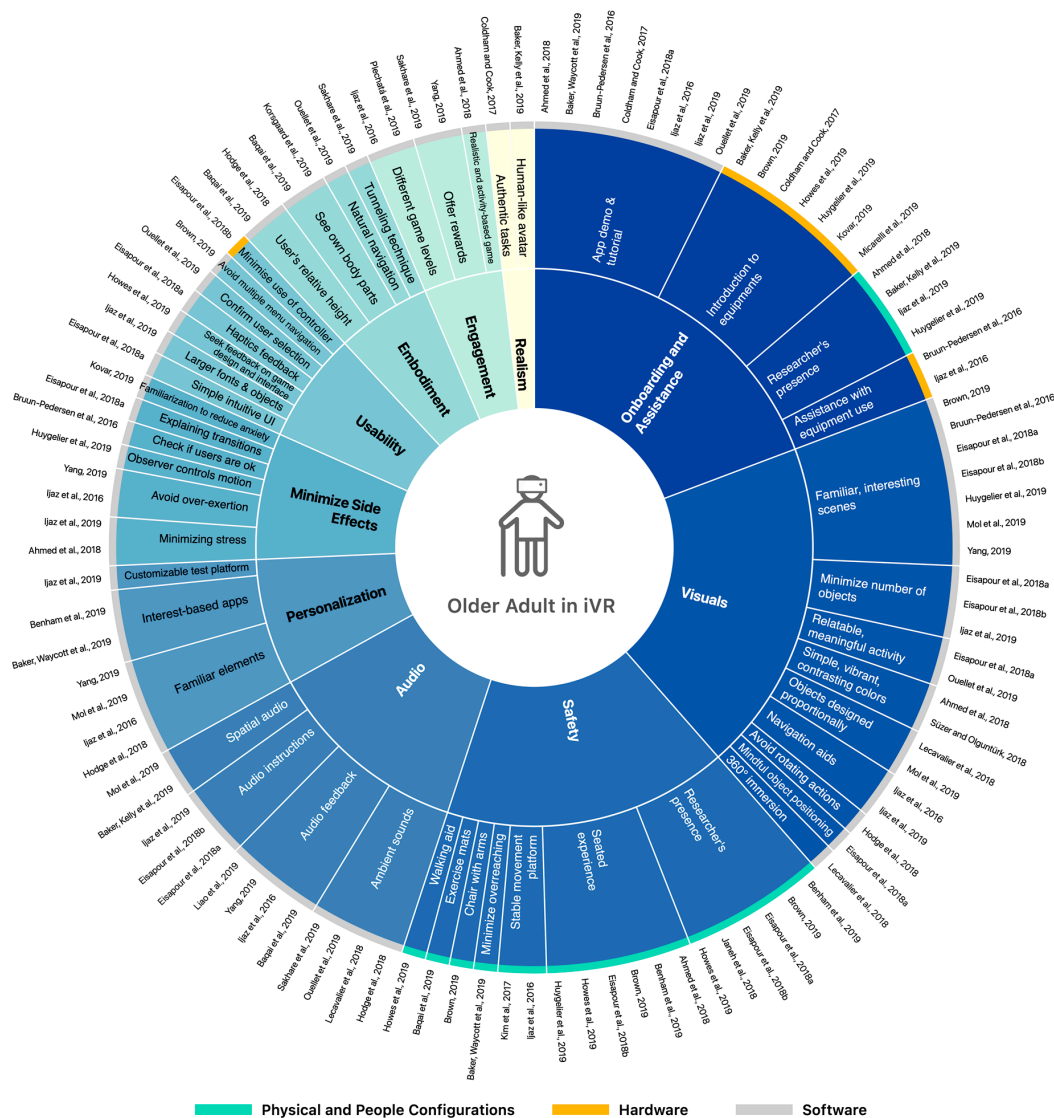 Older Adult in iVR
Onboarding and
Assistance
App demo &
tutorial
Introduction to
equipments
Researcher's
presence
Assistance with
equipment use
Visuals
Familiar, interesting
scenes
Minimize number of
objects
Relatable,
meaningful activity
Simple, vibrant,
contrasting colors
Objects designed
proportionally
Navigation aids
Avoid rotating actions
Mindful object positioning
360° immersion
Safety
Researcher's
presence
Seated
experience
Stable movement
platform
Minimize overreaching
Chair with arms
Exercise mats
Walking aid
Audio
Ambient sounds
Audio feedback
Audio instructions
Spatial audio
Personalization
Familiar elements
Interest-based apps
Customizable test platform
Minimize Side
Effects
Minimizing stress
Avoid over-exertion
Observer controls motion
Check if users are ok
Explaining transitions
Familiarization to reduce anxiety
Usability
Simple intuitive UI
Larger fonts & objects
Seek feedback on game
design and interface
Haptics feedback
Confirm user selection
Avoid multiple menu navigation
Minimise use of controller
Embodiment
User's relative height
See own body parts
Natural navigation
Tunneling technique
Engagement
Different game levels
Offer rewards
Realistic and activity-based game
Realism
Authentic tasks
Human-like avatar
Ahmed et al., 2018
Baker, Waycott et al., 2019
Bruun-Pedersen et al., 2016
Coldham and Cook, 2017
Eisapour et al., 2018a
Ijaz et al., 2016
Ijaz et al., 2019
Ouellet et al., 2019
Baker, Kelly et al., 2019
Brown, 2019
Coldham and Cook, 2017
Howes et al., 2019
Huygelier et al., 2019
Kovar, 2019
Micarelli et al., 2019
Ahmed et al., 2018
Baker, Kelly et al., 2019
Ijaz et al., 2019
Huygelier et al., 2019
Bruun-Pedersen et al., 2016
Ijaz et al., 2016
Brown, 2019
Bruun-Pedersen et al., 2016
Eisapour et al., 2018a
Eisapour et al., 2018b
Huygelier et al., 2019
Mol et al., 2019
Yang, 2019
Eisapour et al., 2018a
Eisapour et al., 2018b
Ijaz et al., 2019
Eisapour et al., 2018a
Ouellet et al., 2019
Ahmed et al., 2018
Süzer and Olguntürk, 2018
Lecavalier et al., 2018
Mol et al., 2019
Ijaz et al., 2016
Ijaz et al., 2019
Hodge et al., 2018
Eisapour et al., 2018a
Lecavalier et al., 2018
Benham et al., 2019
Brown, 2019
Eisapour et al., 2018a
Eisapour et al., 2018b
Janeh et al., 2018
Howes et al., 2019
Ahmed et al., 2018
Benham et al., 2019
Brown, 2019
Eisapour et al., 2018b
Howes et al., 2019
Huygelier et al., 2019
Ijaz et al., 2016
Kim et al., 2017
Baker, Waycott et al., 2019
Brown, 2019
Baqai et al., 2019
Howes et al., 2019
Hodge et al., 2018
Lecavalier et al., 2018
Ouellet et al., 2019
Sakhare et al., 2019
Baqai et al., 2019
Ijaz et al., 2016
Yang, 2019
Liao et al., 2019
Eisapour et al., 2018a
Eisapour et al., 2018b
Ijaz et al., 2019
Baker, Kelly et al., 2019
Mol et al., 2019
Hodge et al., 2018
Ijaz et al., 2016
Mol et al., 2019
Yang, 2019
Baker, Waycott et al., 2019
Benham et al., 2019
Ijaz et al., 2019
Ahmed et al., 2018
Ijaz et al., 2019
Ijaz et al., 2016
Yang, 2019
Huygelier et al., 2019
Bruun-Pedersen et al., 2016
Eisapour et al., 2018a
Kovar, 2019
Eisapour et al., 2018a
Ijaz et al., 2019
Howes et al., 2019
Eisapour et al., 2018a
Ouellet et al., 2019
Brown, 2019
Eisapour et al., 2018b
Baqai et al., 2019
Hodge et al., 2018
Baqai et al., 2019
Korsgaard et al., 2019
Ouellet et al., 2019
Sakhare et al., 2019
Ijaz et al., 2016
Plechatá et al., 2019
Sakhare et al., 2019
Yang, 2019
Ahmed et al., 2018
Coldham and Cook, 2017
Baker, Kelly et al., 2019
Physical and People Configurations
Hardware
Software